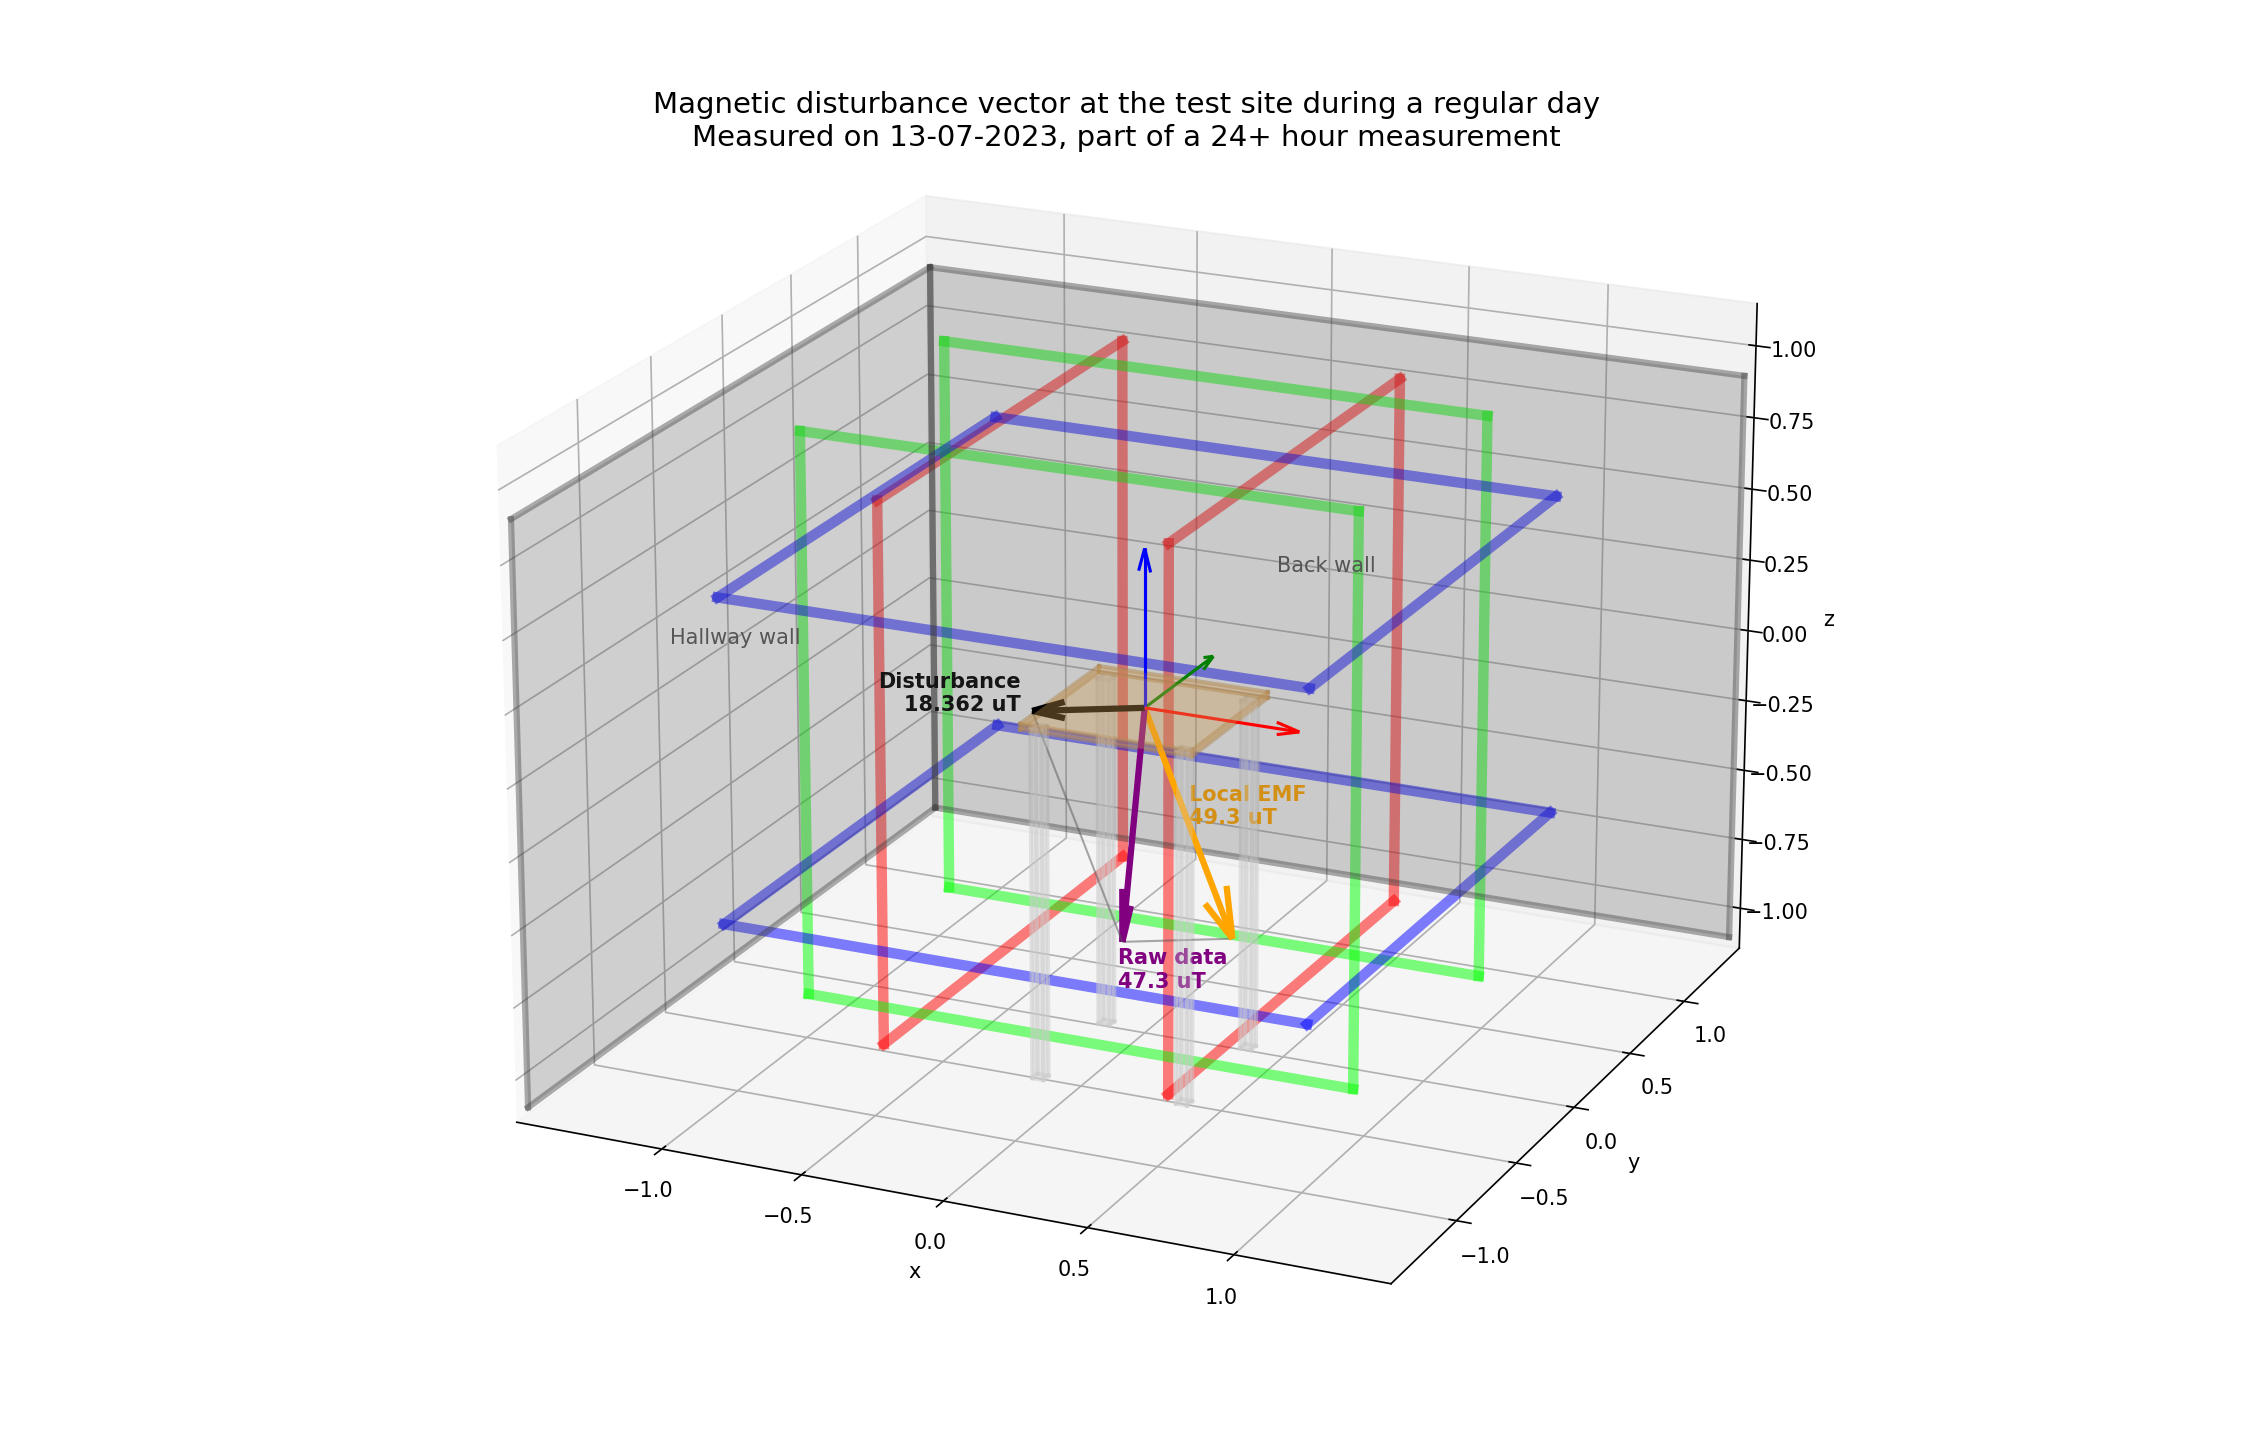 Magnetic disturbance vector at the test site during a regular day
Measured on 13-07-2023, part of a 24+ hour measurement
1.00
0.75
0.50
Back wall
0.25
z
Hallway wall
0.00
Disturbance
18.362 uT
−0.25
−0.50
Local EMF
49.3 uT
−0.75
−1.00
Raw data
47.3 uT
1.0
0.5
0.0
y
−0.5
−1.0
−1.0
−0.5
0.0
x
0.5
1.0